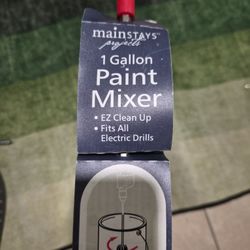 mainstays
projects
1 Gallon
Paint
Mixer
• EZ Clean Up
• Fits All
Electric Drills